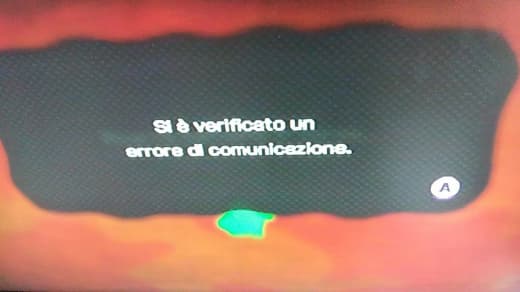 Si è verificato un
errore di comunicazione.
A